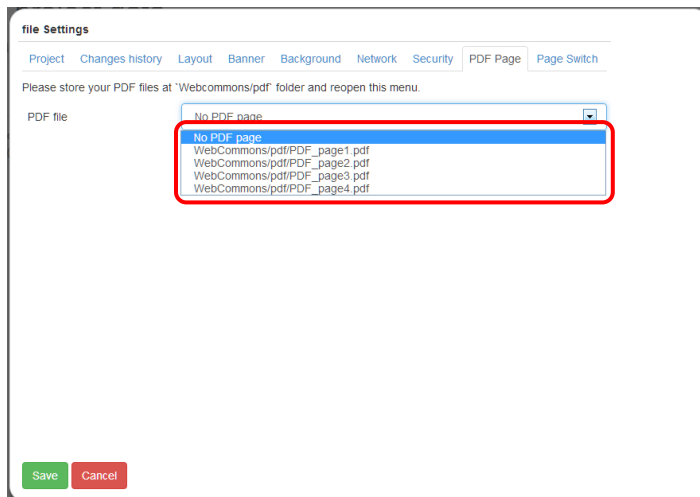 file Settings
Project Changes history Layout Banner Background Network Security PDF Page Page Switch
Please store your PDF files at `Webcommons/pdf` folder and reopen this menu.
PDF file No PDF page
No PDF page
WebCommons/pdf/PDF_page1.pdf
WebCommons/pdf/PDF_page2.pdf
WebCommons/pdf/PDF_page3.pdf
WebCommons/pdf/PDF_page4.pdf
Save Cancel